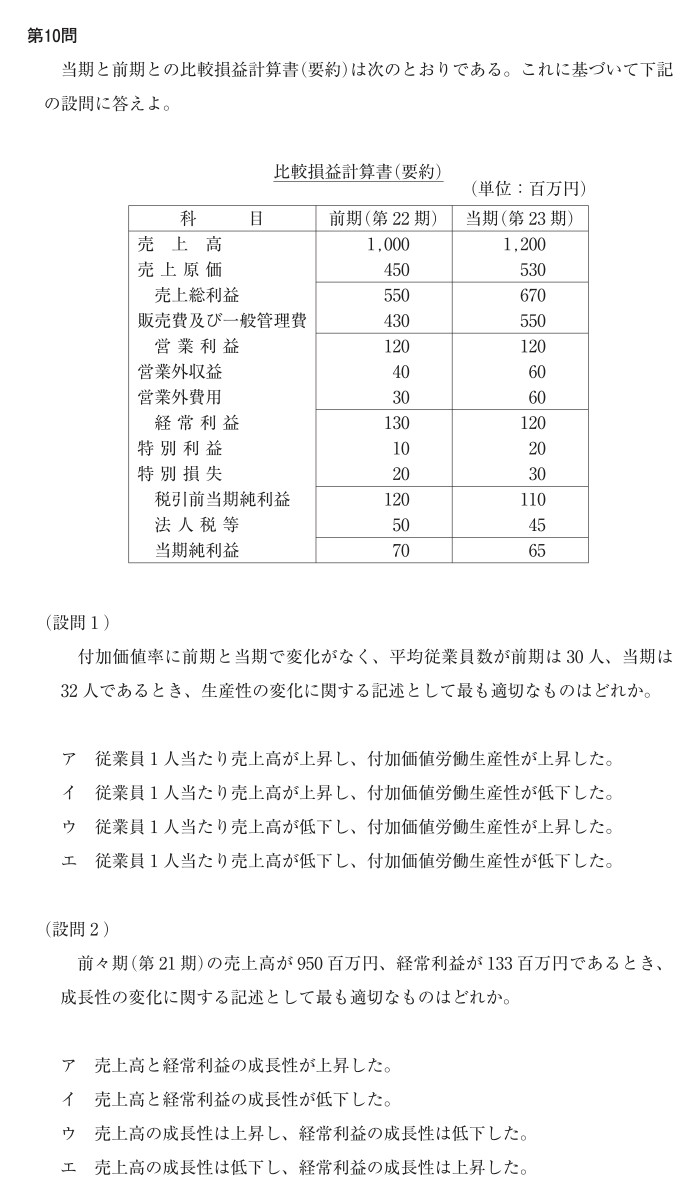 第10問
当期と前期との比較損益計算書(要約)は次のとおりである。これに基づいて下記
の設問に答えよ。
比較損益計算書(要約)
(単位：百万円)
科 目 前期(第 22 期) 当期(第 23 期)
売 上 高 1,000 1,200
売 上 原 価 450 530
売上総利益 550 670
販売費及び一般管理費 430 550
営 業 利 益 120 120
営業外収益 40 60
営業外費用 30 60
経 常 利 益 130 120
特 別 利 益 10 20
特 別 損 失 20 30
税引前当期純利益 120 110
法 人 税 等 50 45
当期純利益 70 65
(設問 1 )
付加価値率に前期と当期で変化がなく、平均従業員数が前期は 30 人、当期は
32 人であるとき、生産性の変化に関する記述として最も適切なものはどれか。
ア 従業員 1 人当たり売上高が上昇し、付加価値労働生産性が上昇した。
イ 従業員 1 人当たり売上高が上昇し、付加価値労働生産性が低下した。
ウ 従業員 1 人当たり売上高が低下し、付加価値労働生産性が上昇した。
エ 従業員 1 人当たり売上高が低下し、付加価値労働生産性が低下した。
(設問 2 )
前々期(第 21 期)の売上高が 950 百万円、経常利益が 133 百万円であるとき、
成長性の変化に関する記述として最も適切なものはどれか。
ア 売上高と経常利益の成長性が上昇した。
イ 売上高と経常利益の成長性が低下した。
ウ 売上高の成長性は上昇し、経常利益の成長性は低下した。
エ 売上高の成長性は低下し、経常利益の成長性は上昇した。